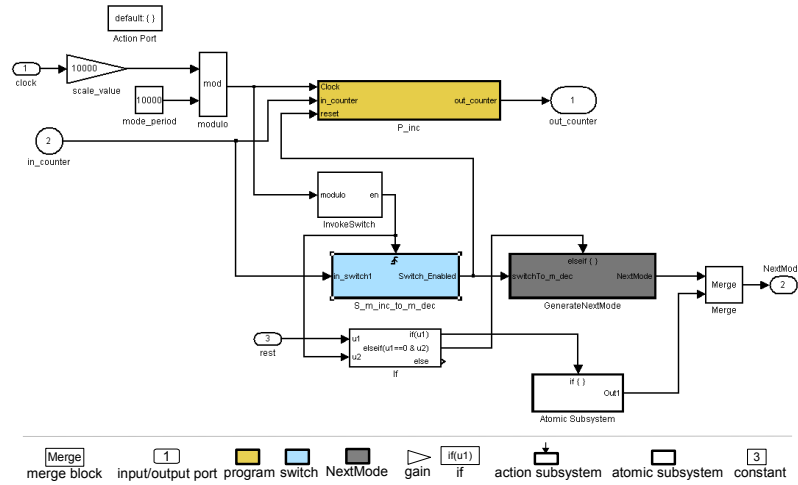 default: { }
Action Port
1
clock
10000
scale_value
10000
mode_period
mod
modulo
Clock
in_counter
reset
out_counter
P_inc
1
out_counter
2
in_counter
modulo
en
InvokeSwitch
in_switch1
Switch_Enabled
S_m_inc_to_m_dec
elseif { }
switchTo_m_dec
NextMode
GenerateNextMode
Merge
Merge
NextMod
2
3
rest
u1
u2
if(u1)
elseif(u1==0 & u2)
else
If
if { }
Out1
Atomic Subsystem
Merge
merge block
1
input/output port
program
switch
NextMode
gain
if(u1)
if
action subsystem
atomic subsystem
3
constant